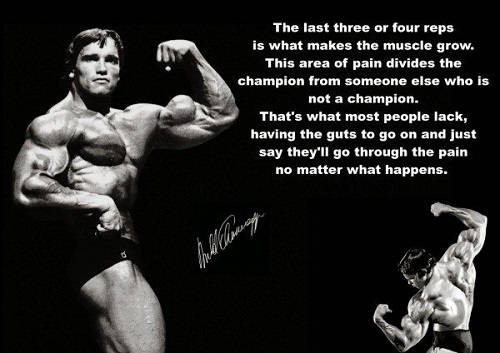 The last three or four reps
is what makes the muscle grow.
This area of pain divides the
champion from someone else who is
not a champion.
That's what most people lack,
having the guts to go on and just
say they'll go through the pain
no matter what happens.